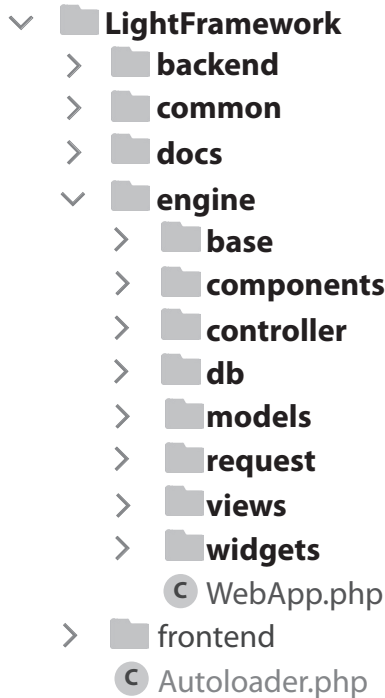 LightFramework
backend
common
docs
engine
base
components
controller
db
models
request
views
widgets
C WebApp.php
frontend
C Autoloader.php